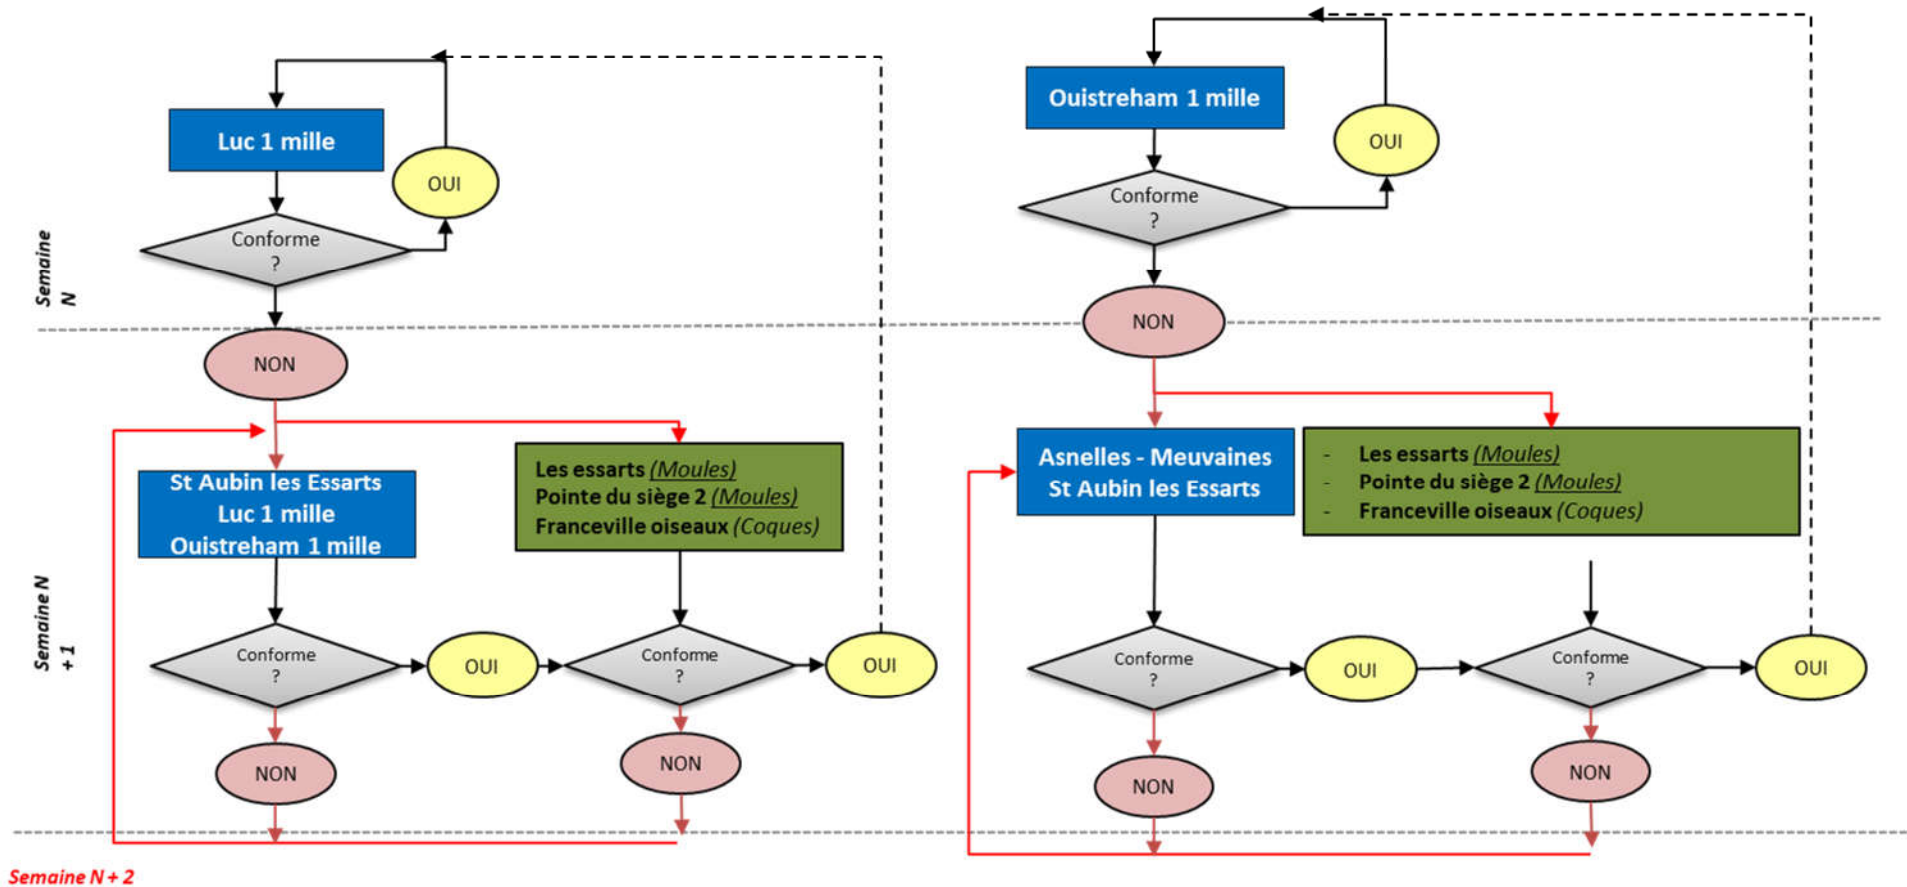 Luc 1 mille
OUI
Conforme
?
Semaine
N
NON
St Aubin les Essarts
Luc 1 mille
Ouistreham 1 mille
Les essarts (Moules)
Pointe du siège 2 (Moules)
Franceville oiseaux (Coques)
Semaine N
+ 1
Conforme
?
OUI
Conforme
?
OUI
NON
NON
Semaine N + 2
Ouistreham 1 mille
OUI
Conforme
?
NON
Asnelles - Meuvaines
St Aubin les Essarts
- Les essarts (Moules)
- Pointe du siège 2 (Moules)
- Franceville oiseaux (Coques)
Conforme
?
OUI
Conforme
?
OUI
NON
NON